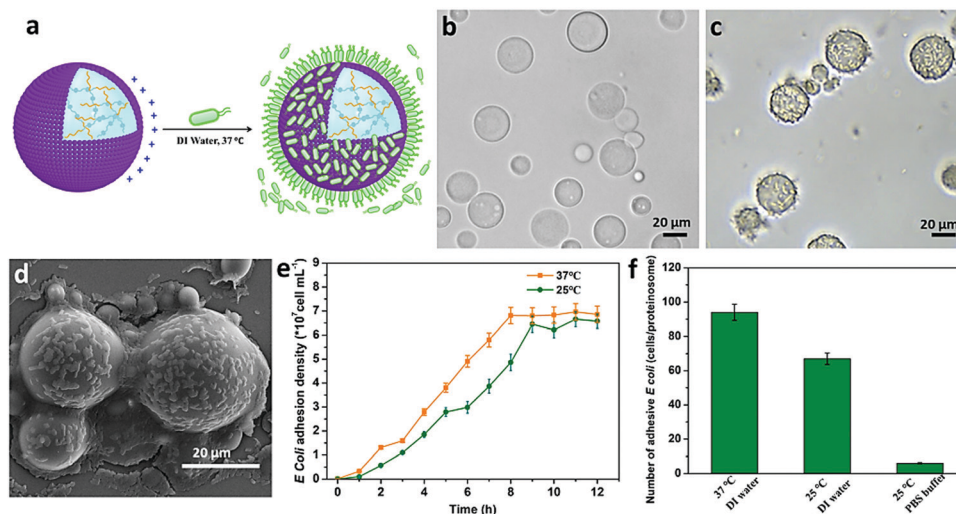 a
+
+
+
+
+
+
+
+
DI Water, 37 ℃
b
20 µm
c
20 µm
d
20 µm
e
E Coli adhesion density (*10⁷ cell mL⁻¹)
9
8
7
6
5
4
3
2
1
0
37℃
25℃
0 2 4 6 8 10 12
Time (h)
f
Number of adhesive E coli (cells/proteinosome)
120
100
80
60
40
20
0
37 ℃
DI water
25 ℃
DI water
25 ℃
PBS buffer